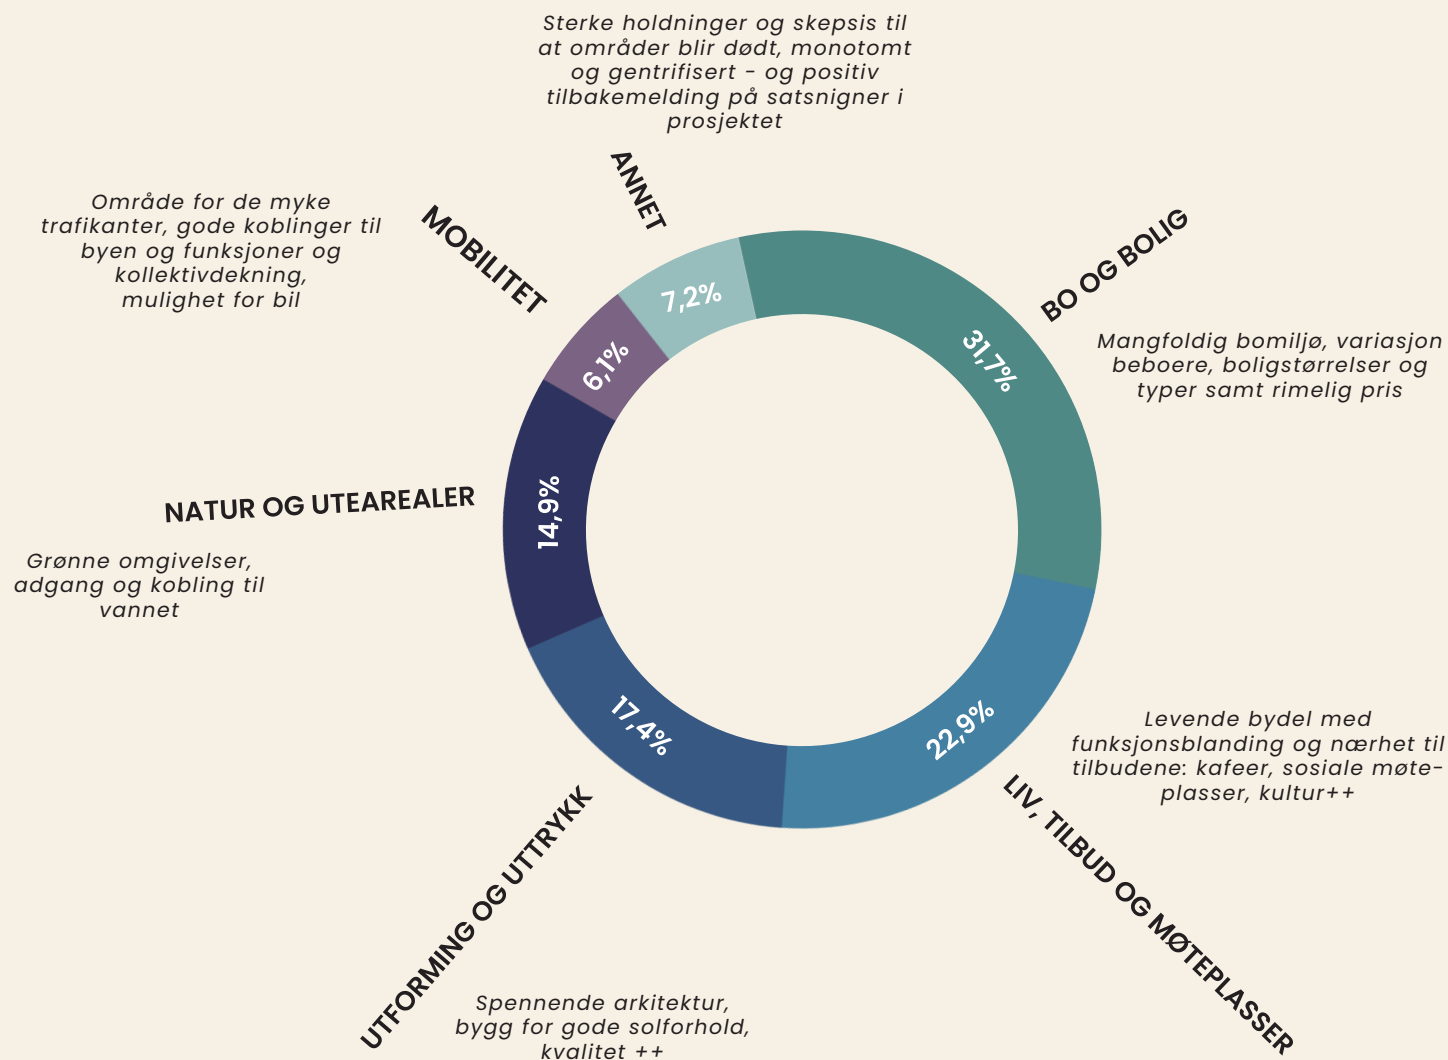 Sterke holdninger og skepsis til
at områder blir dødt, monotomt
og gentrifisert - og positiv
tilbakemelding på satsnigner i
prosjektet
ANNET
7,2%
Område for de myke
trafikanter, gode koblinger til
byen og funksjoner og
kollektivdekning,
mulighet for bil
MOBILITET
6,1%
BO OG BOLIG
31,7%
Mangfoldig bomiljø, variasjon
beboere, boligstørrelser og
typer samt rimelig pris
NATUR OG UTEAREALER
14,9%
Grønne omgivelser,
adgang og kobling til
vannet
22,9%
Levende bydel med
funksjonsblanding og nærhet til
tilbudene: kafeer, sosiale møte-
plasser, kultur++
LIV, TILBUD OG MØTEPLASSER
17,4%
UTFORMING OG UTTRYKK
Spennende arkitektur,
bygg for gode solforhold,
kvalitet ++